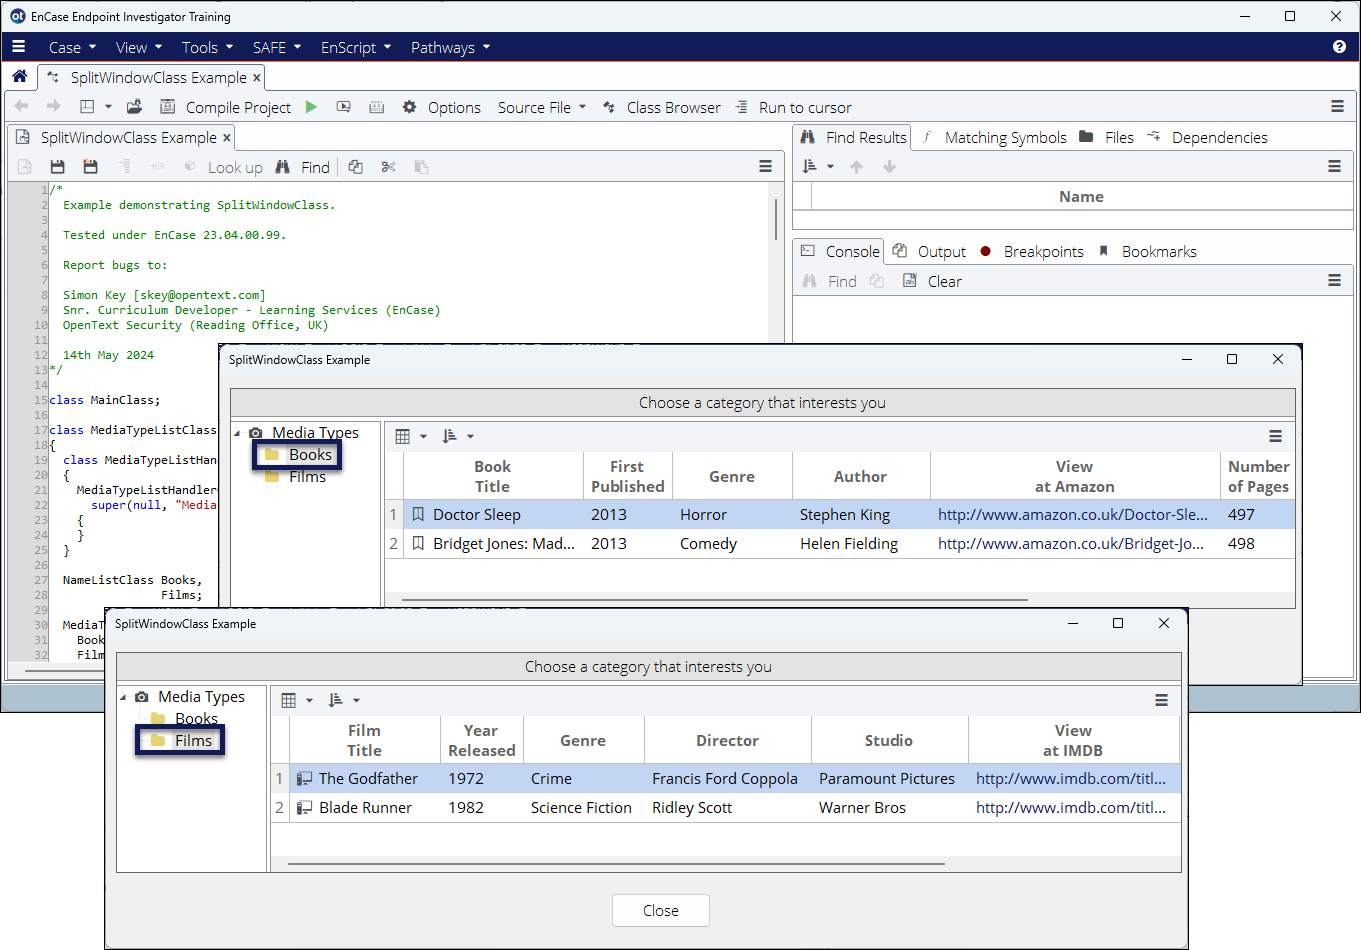 EnCase Endpoint Investigator Training
Case View Tools SAFE EnScript Pathways
SplitWindowClass Example
Compile Project Options Source File Class Browser Run to cursor
SplitWindowClass Example
Look up Find
1 /*
2 Example demonstrating SplitWindowClass.
3
4 Tested under EnCase 23.04.00.99.
5
6 Report bugs to:
7
8 Simon Key [skey@opentext.com]
9 Snr. Curriculum Developer - Learning Services (EnCase)
10 OpenText Security (Reading Office, UK)
11
12 14th May 2024
13 */
14
15 class MainClass;
16
17 class MediaTypeListClass
18 {
19 class MediaTypeListHan
20 {
21 MediaTypeListHandler
22 super(null, "Media
23 {
24 }
25 }
26
27 NameListClass Books,
28 Films;
29
30 MediaT
31 Book
32 Film
Find Results Matching Symbols Files Dependencies
Name
Console Output Breakpoints Bookmarks
Find Clear
SplitWindowClass Example
Choose a category that interests you
Media Types
Books
Films
Book Title First Published Genre Author View at Amazon Number of Pages
1 Doctor Sleep 2013 Horror Stephen King http://www.amazon.co.uk/Doctor-Sle... 497
2 Bridget Jones: Mad... 2013 Comedy Helen Fielding http://www.amazon.co.uk/Bridget-Jo... 498
SplitWindowClass Example
Choose a category that interests you
Media Types
Books
Films
Film Title Year Released Genre Director Studio View at IMDB
1 The Godfather 1972 Crime Francis Ford Coppola Paramount Pictures http://www.imdb.com/titl...
2 Blade Runner 1982 Science Fiction Ridley Scott Warner Bros http://www.imdb.com/titl...
Close